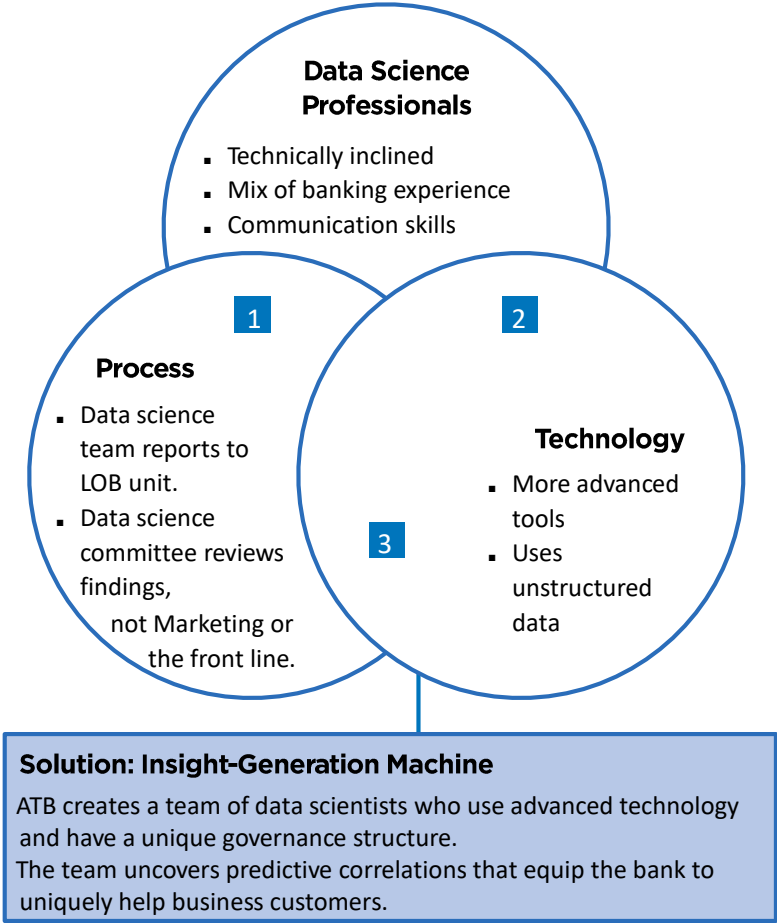 Data Science
Professionals
▪ Technically inclined
▪ Mix of banking experience
▪ Communication skills
1
2
Process
▪ Data science
team reports to
LOB unit.
▪ Data science
committee reviews
findings,
not Marketing or
the front line.
Technology
▪ More advanced
tools
▪ Uses
unstructured
data
3
Solution: Insight-Generation Machine
ATB creates a team of data scientists who use advanced technology
and have a unique governance structure.
The team uncovers predictive correlations that equip the bank to
uniquely help business customers.